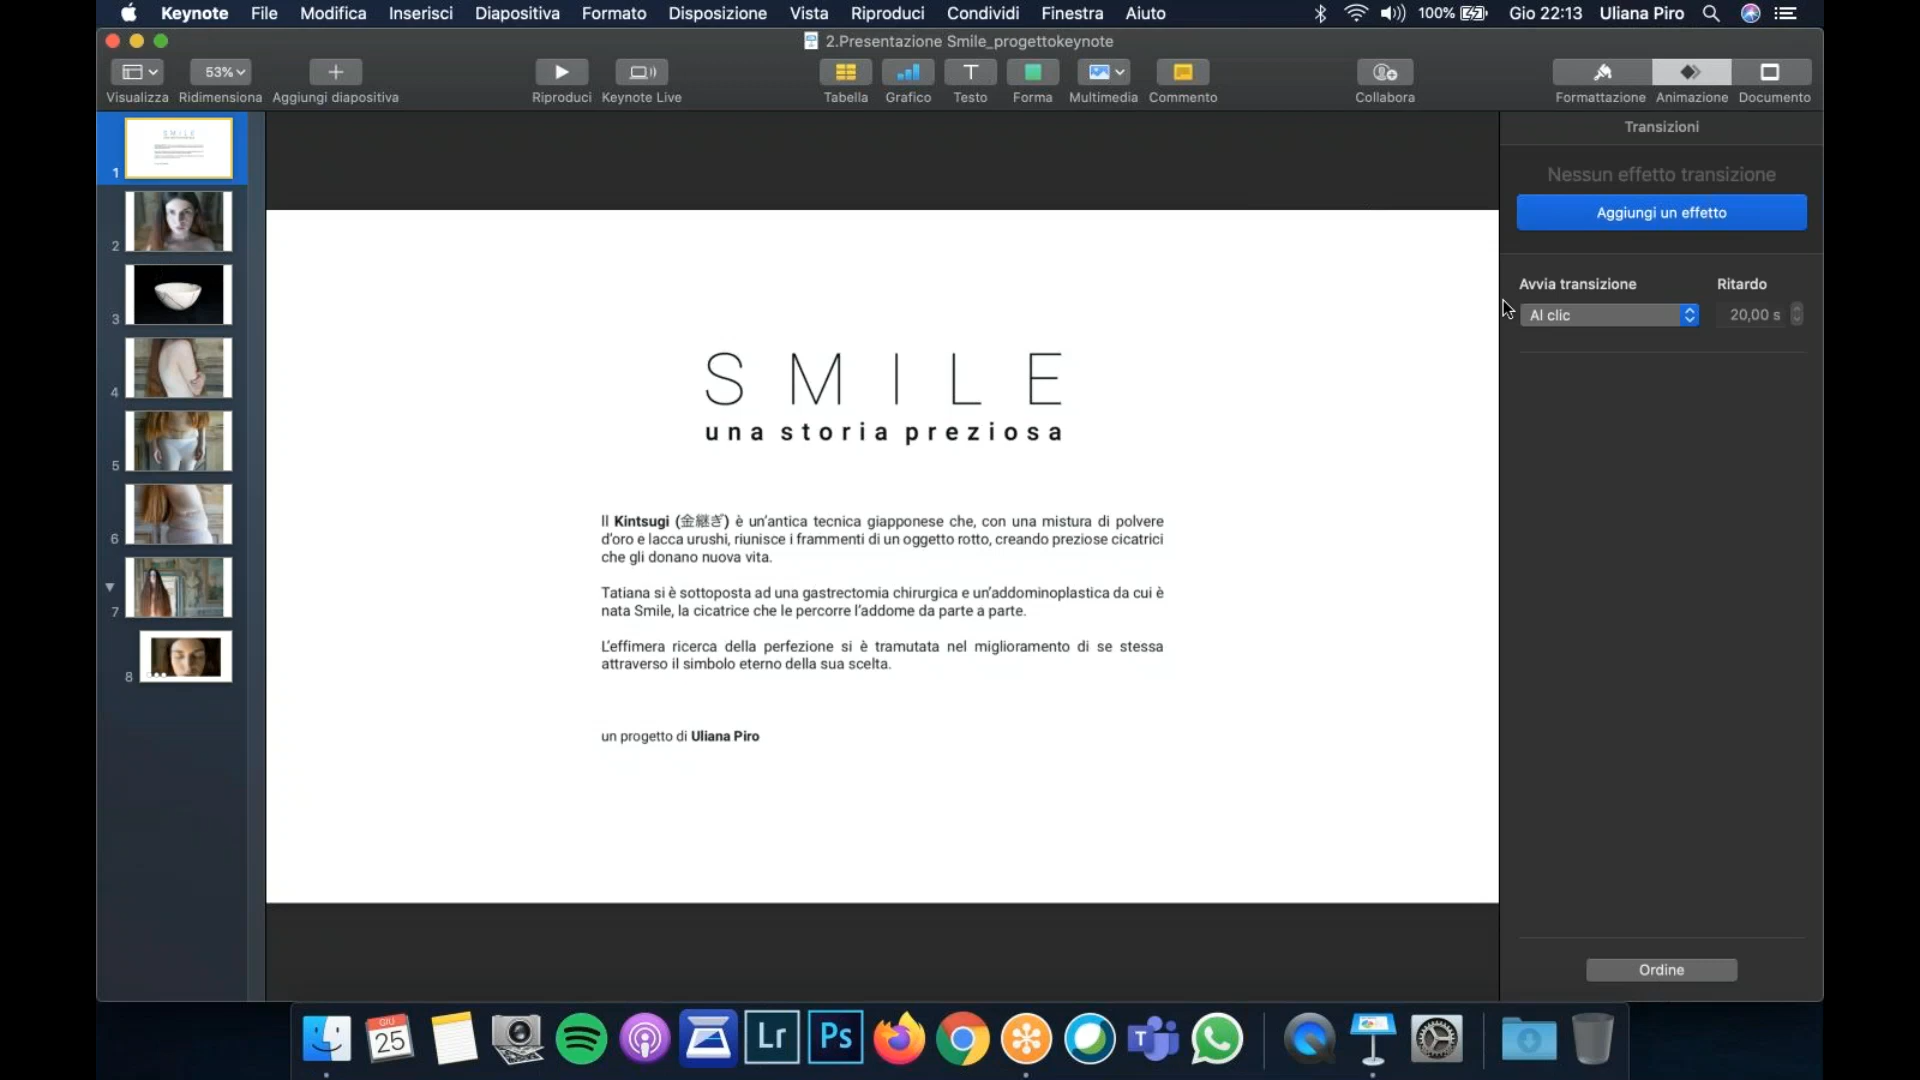 Keynote File Modifica Inserisci Diapositiva Formato Disposizione Vista Riproduci Condividi Finestra Aiuto 100% Gio 22:13 Uliana Piro
2.Presentazione Smile_progettokeynote
53%
Visualizza Ridimensiona Aggiungi diapositiva Riproduci Keynote Live Tabella Grafico Testo Forma Multimedia Commento Collabora Formattazione Animazione Documento
Transizioni
Nessun effetto transizione
Aggiungi un effetto
Avvia transizione Ritardo
Al clic 20,00 s
Ordine
1
2
3
4
5
6
7
8
SMILE
una storia preziosa
Il Kintsugi (金継ぎ) è un'antica tecnica giapponese che, con una mistura di polvere
d'oro e lacca urushi, riunisce i frammenti di un oggetto rotto, creando preziose cicatrici
che gli donano nuova vita.
Tatiana si è sottoposta ad una gastrectomia chirurgica e un'addominoplastica da cui è
nata Smile, la cicatrice che le percorre l'addome da parte a parte.
L'effimera ricerca della perfezione si è tramutata nel miglioramento di se stessa
attraverso il simbolo eterno della sua scelta.
un progetto di Uliana Piro
GIU
25
Lr
Ps
T